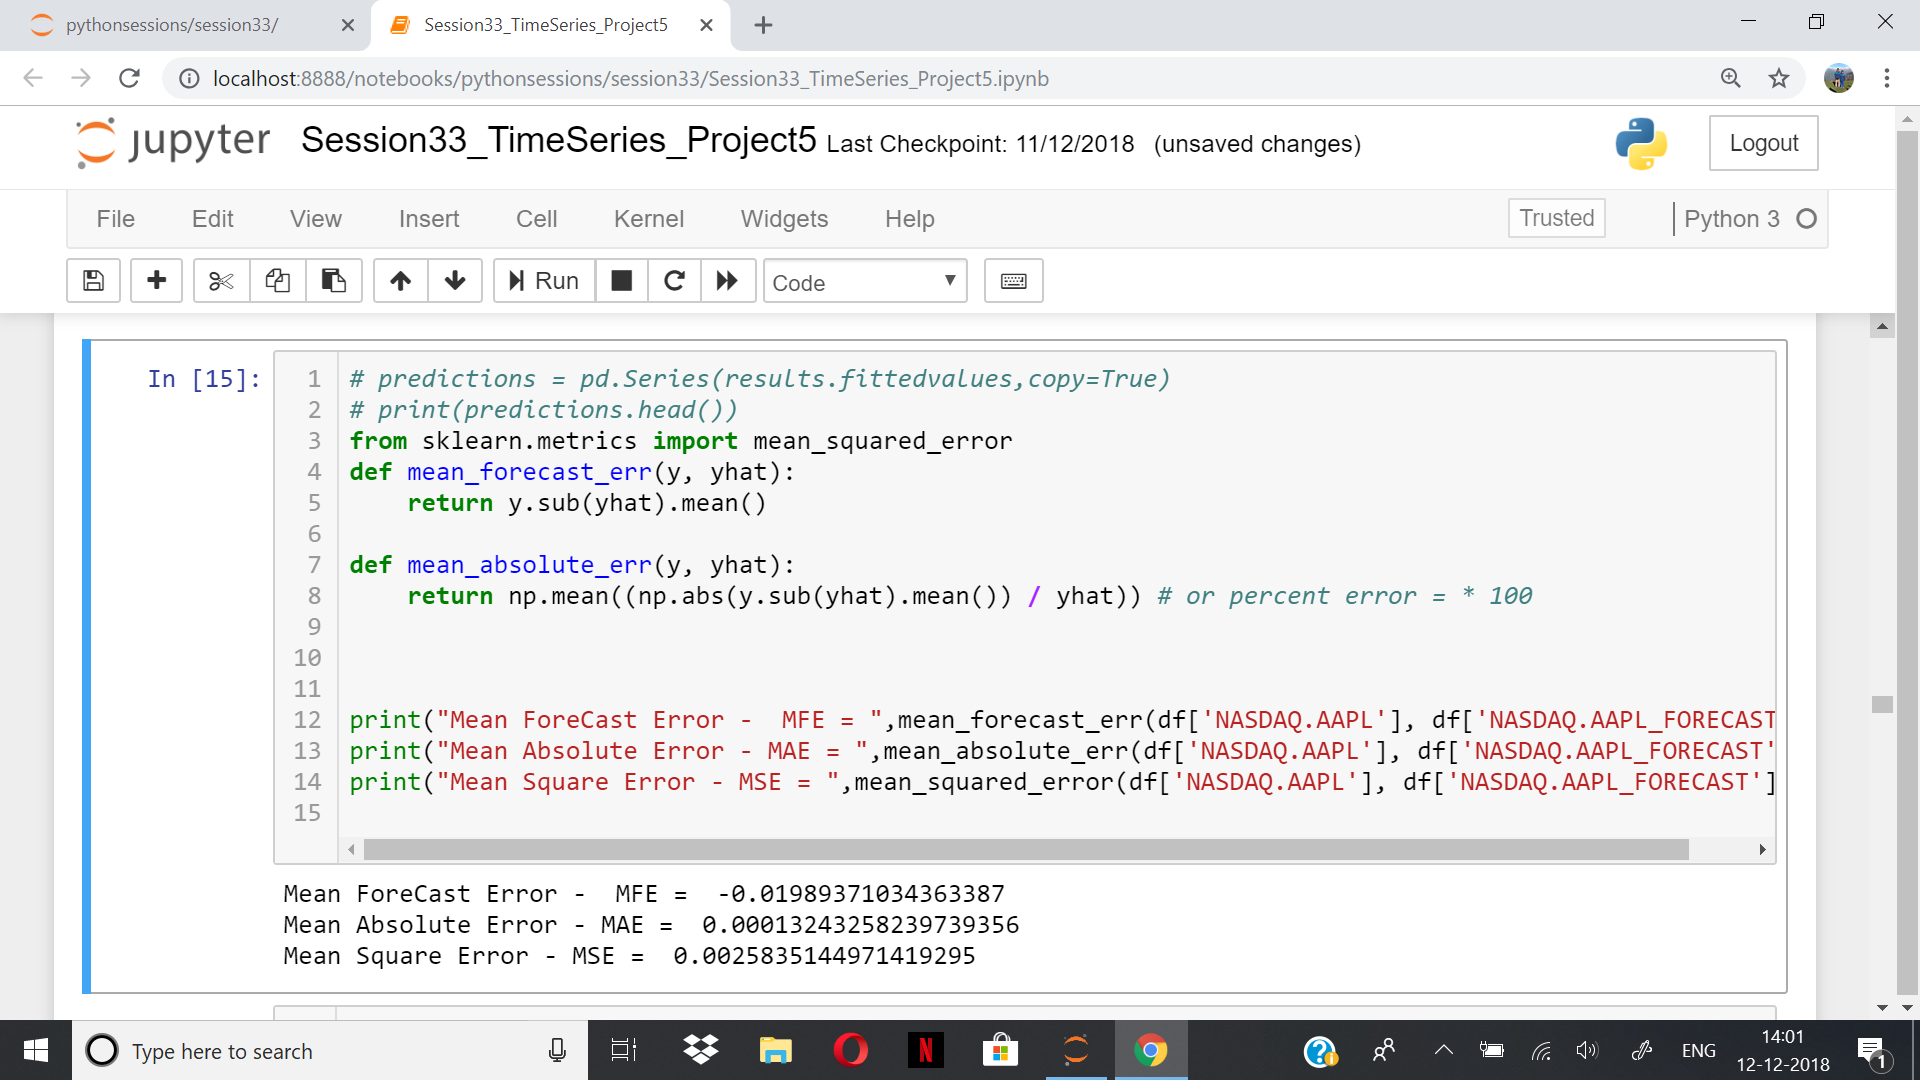 pythonsessions/session33/
Session33_TimeSeries_Project5
localhost:8888/notebooks/pythonsessions/session33/Session33_TimeSeries_Project5.ipynb
jupyter Session33_TimeSeries_Project5 Last Checkpoint: 11/12/2018 (unsaved changes)
Logout
File Edit View Insert Cell Kernel Widgets Help Trusted Python 3
Run Code
In [15]:
1 # predictions = pd.Series(results.fittedvalues,copy=True)
2 # print(predictions.head())
3 from sklearn.metrics import mean_squared_error
4 def mean_forecast_err(y, yhat):
5     return y.sub(yhat).mean()
6
7 def mean_absolute_err(y, yhat):
8     return np.mean((np.abs(y.sub(yhat).mean()) / yhat)) # or percent error = * 100
9
10
11
12 print("Mean ForeCast Error -  MFE = ",mean_forecast_err(df['NASDAQ.AAPL'], df['NASDAQ.AAPL_FORECAST
13 print("Mean Absolute Error - MAE = ",mean_absolute_err(df['NASDAQ.AAPL'], df['NASDAQ.AAPL_FORECAST'
14 print("Mean Square Error - MSE = ",mean_squared_error(df['NASDAQ.AAPL'], df['NASDAQ.AAPL_FORECAST']
15
Mean ForeCast Error -  MFE =  -0.01989371034363387
Mean Absolute Error - MAE =  0.00013243258239739356
Mean Square Error - MSE =  0.0025835144971419295
Type here to search
N
ENG
14:01
12-12-2018
1